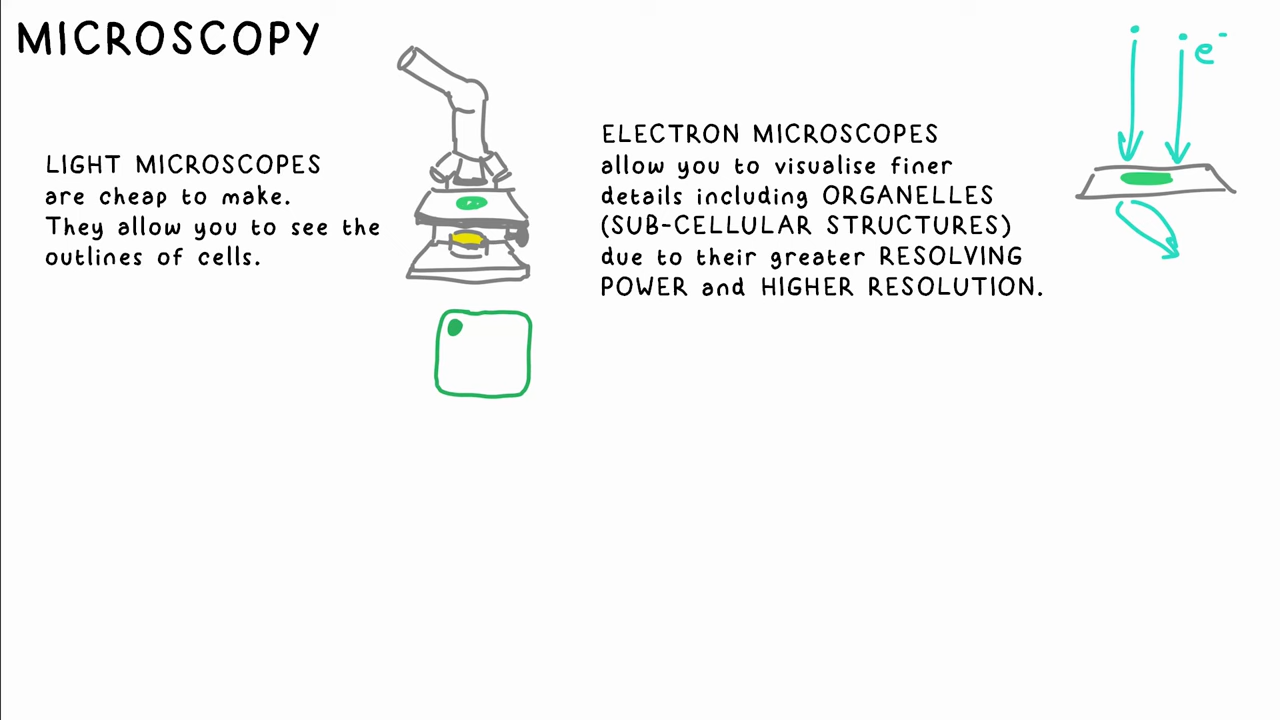 MICROSCOPY
LIGHT MICROSCOPES
are cheap to make.
They allow you to see the
outlines of cells.
ELECTRON MICROSCOPES
allow you to visualise finer
details including ORGANELLES
(SUB-CELLULAR STRUCTURES)
due to their greater RESOLVING
POWER and HIGHER RESOLUTION.
e⁻